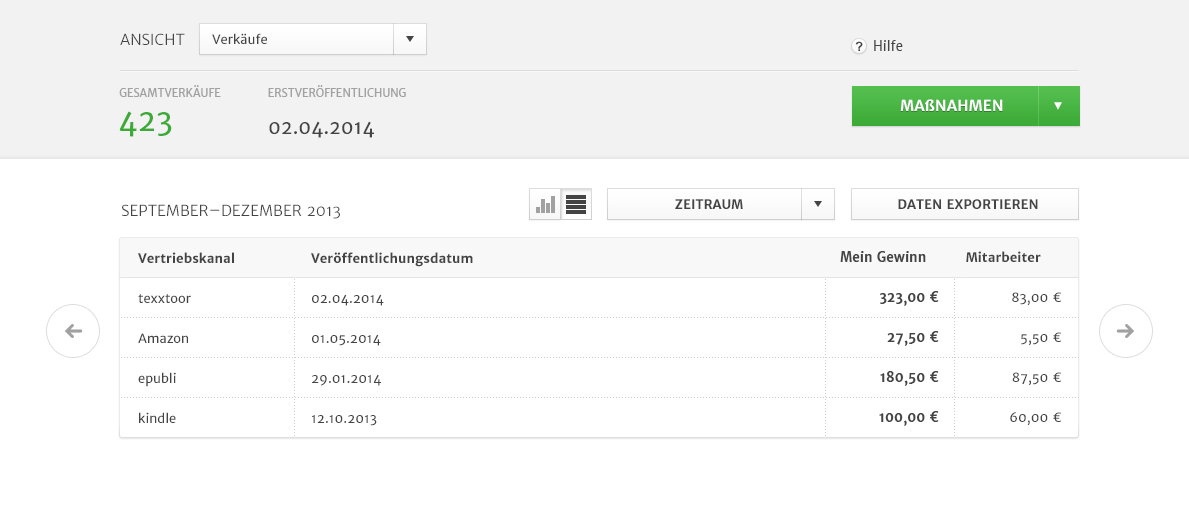 ANSICHT Verkäufe
? Hilfe
GESAMTVERKÄUFE ERSTVERÖFFENTLICHUNG
423 02.04.2014
MAßNAHMEN
SEPTEMBER–DEZEMBER 2013 ZEITRAUM DATEN EXPORTIEREN
Vertriebskanal Veröffentlichungsdatum Mein Gewinn Mitarbeiter
texxtoor 02.04.2014 323,00 € 83,00 €
Amazon 01.05.2014 27,50 € 5,50 €
epubli 29.01.2014 180,50 € 87,50 €
kindle 12.10.2013 100,00 € 60,00 €